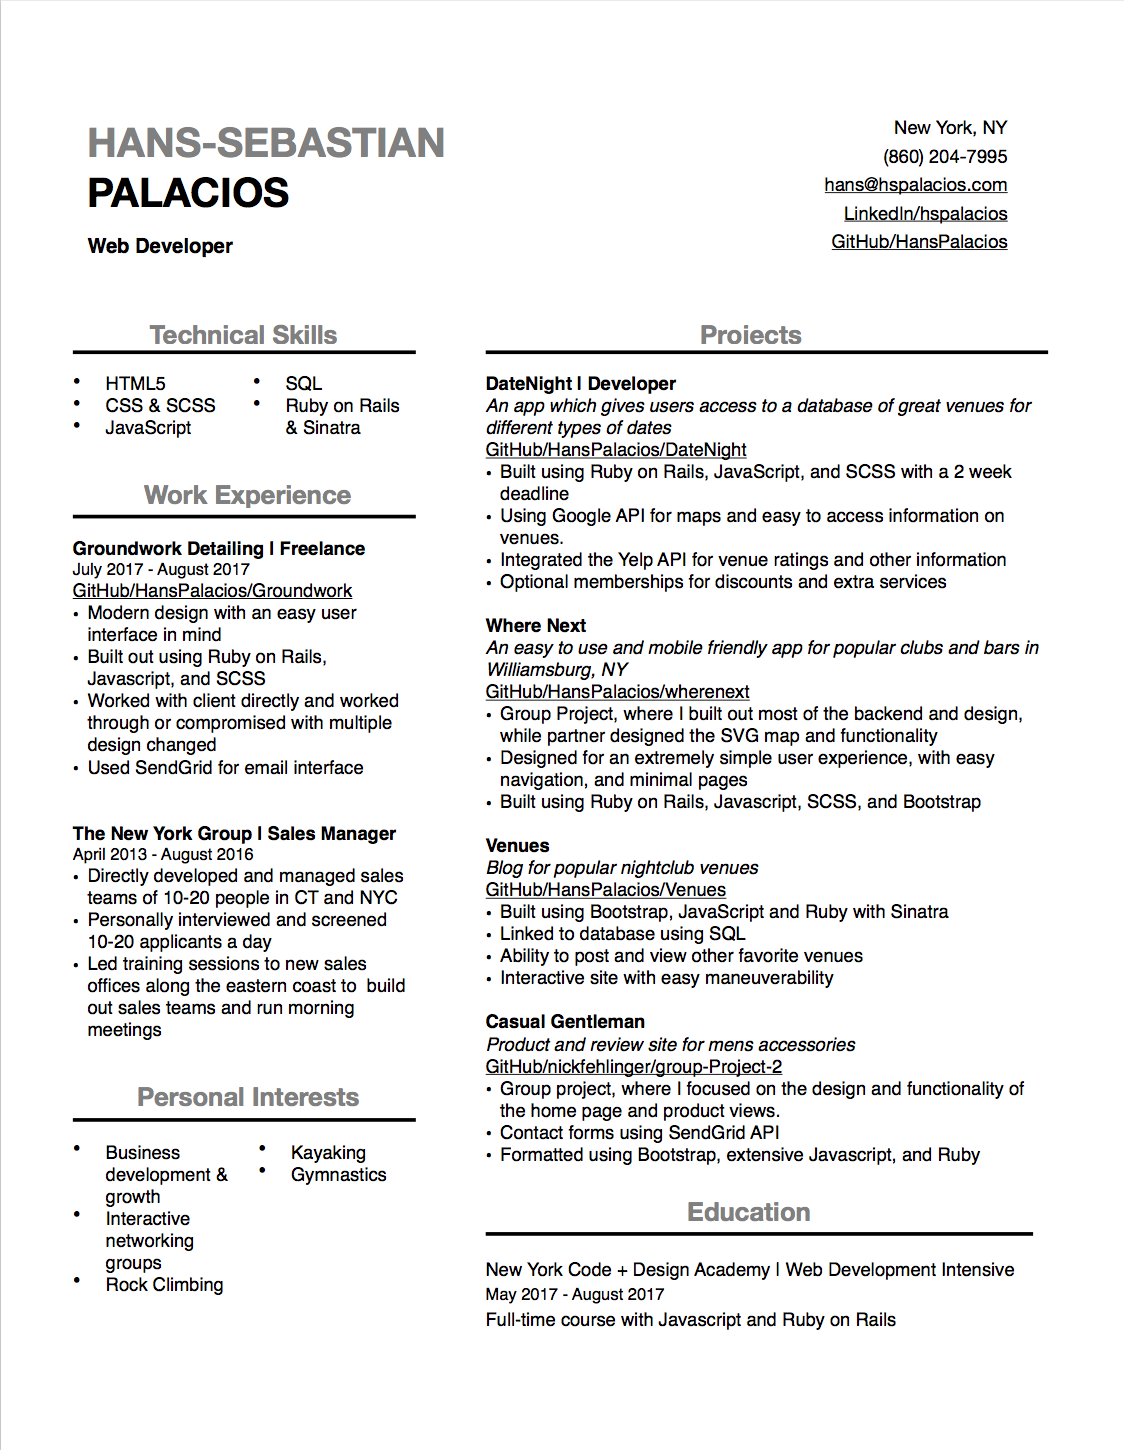 HANS-SEBASTIAN
PALACIOS
Web Developer
New York, NY
(860) 204-7995
hans@hspalacios.com
LinkedIn/hspalacios
GitHub/HansPalacios
Technical Skills
• HTML5
• CSS & SCSS
• JavaScript
• SQL
• Ruby on Rails
& Sinatra
Work Experience
Groundwork Detailing | Freelance
July 2017 - August 2017
GitHub/HansPalacios/Groundwork
• Modern design with an easy user
interface in mind
• Built out using Ruby on Rails,
Javascript, and SCSS
• Worked with client directly and worked
through or compromised with multiple
design changed
• Used SendGrid for email interface
The New York Group | Sales Manager
April 2013 - August 2016
• Directly developed and managed sales
teams of 10-20 people in CT and NYC
• Personally interviewed and screened
10-20 applicants a day
• Led training sessions to new sales
offices along the eastern coast to  build
out sales teams and run morning
meetings
Personal Interests
• Business
development &
growth
• Interactive
networking
groups
• Rock Climbing
• Kayaking
• Gymnastics
Projects
DateNight | Developer
An app which gives users access to a database of great venues for
different types of dates
GitHub/HansPalacios/DateNight
• Built using Ruby on Rails, JavaScript, and SCSS with a 2 week
deadline
• Using Google API for maps and easy to access information on
venues.
• Integrated the Yelp API for venue ratings and other information
• Optional memberships for discounts and extra services
Where Next
An easy to use and mobile friendly app for popular clubs and bars in
Williamsburg, NY
GitHub/HansPalacios/wherenext
• Group Project, where I built out most of the backend and design,
while partner designed the SVG map and functionality
• Designed for an extremely simple user experience, with easy
navigation, and minimal pages
• Built using Ruby on Rails, Javascript, SCSS, and Bootstrap
Venues
Blog for popular nightclub venues
GitHub/HansPalacios/Venues
• Built using Bootstrap, JavaScript and Ruby with Sinatra
• Linked to database using SQL
• Ability to post and view other favorite venues
• Interactive site with easy maneuverability
Casual Gentleman
Product and review site for mens accessories
GitHub/nickfehlinger/group-Project-2
• Group project, where I focused on the design and functionality of
the home page and product views.
• Contact forms using SendGrid API
• Formatted using Bootstrap, extensive Javascript, and Ruby
Education
New York Code + Design Academy | Web Development Intensive
May 2017 - August 2017
Full-time course with Javascript and Ruby on Rails